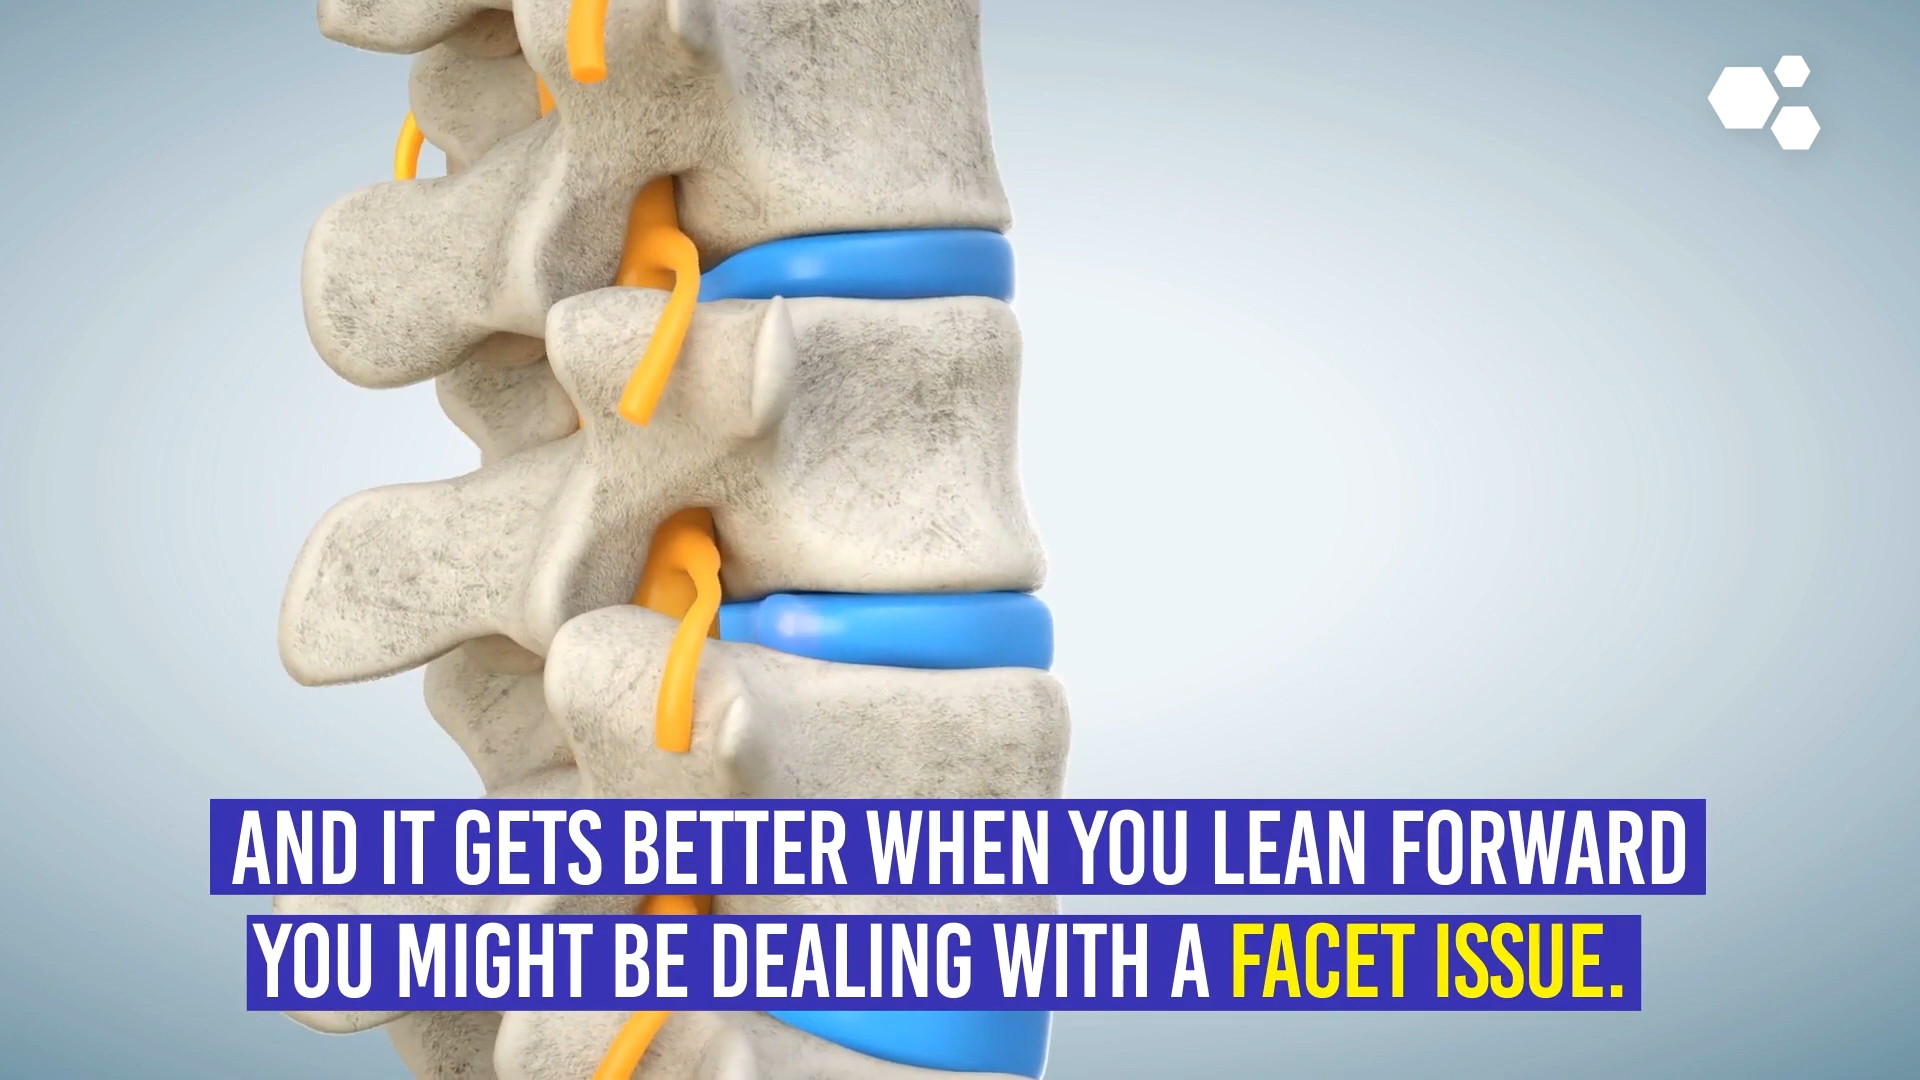 AND IT GETS BETTER WHEN YOU LEAN FORWARD
YOU MIGHT BE DEALING WITH A FACET ISSUE.